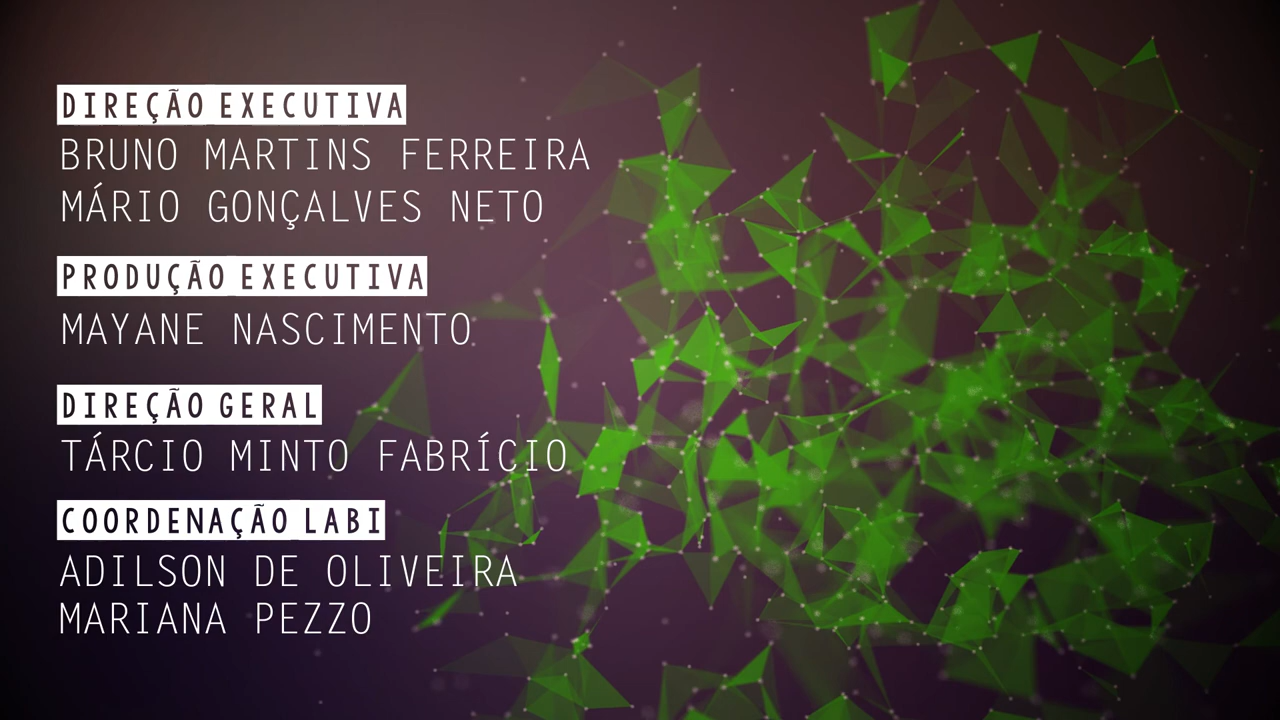 DIREÇÃO EXECUTIVA
BRUNO MARTINS FERREIRA
MÁRIO GONÇALVES NETO
PRODUÇÃO EXECUTIVA
MAYANE NASCIMENTO
DIREÇÃO GERAL
TÁRCIO MINTO FABRÍCIO
COORDENAÇÃO LABI
ADILSON DE OLIVEIRA
MARIANA PEZZO